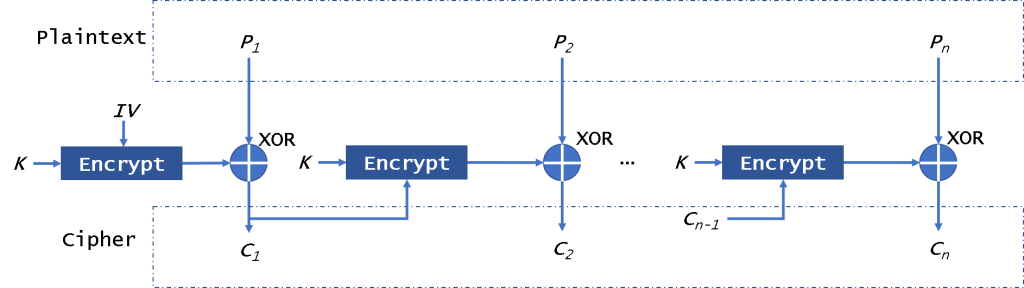 Plaintext
P1
P2
Pn
IV
XOR
XOR
XOR
K
Encrypt
K
Encrypt
...
K
Encrypt
Cn-1
Cipher
C1
C2
Cn